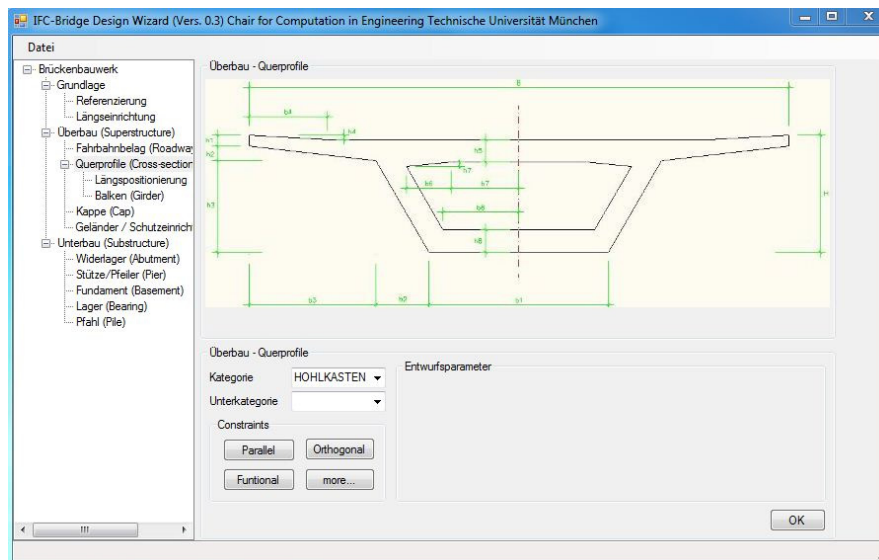 IFC-Bridge Design Wizard (Vers. 0.3) Chair for Computation in Engineering Technische Universität München
Datei
Brückenbauwerk
Grundlage
Referenzierung
Längseinrichtung
Überbau (Superstructure)
Fahrbahnbelag (Roadway
Querprofile (Cross-section
Längspositionierung
Balken (Girder)
Kappe (Cap)
Geländer / Schutzeinrich
Unterbau (Substructure)
Widerlager (Abutment)
Stütze/Pfeiler (Pier)
Fundament (Basement)
Lager (Bearing)
Pfahl (Pile)
Überbau - Querprofile
B
b4
h4
h1
h2
h5
h7
b6
b7
h3
H
b8
h8
b3
b2
b1
Überbau - Querprofile
Kategorie HOHLKASTEN
Unterkategorie
Constraints
Parallel Orthogonal
Funtional more...
Entwurfsparameter
OK